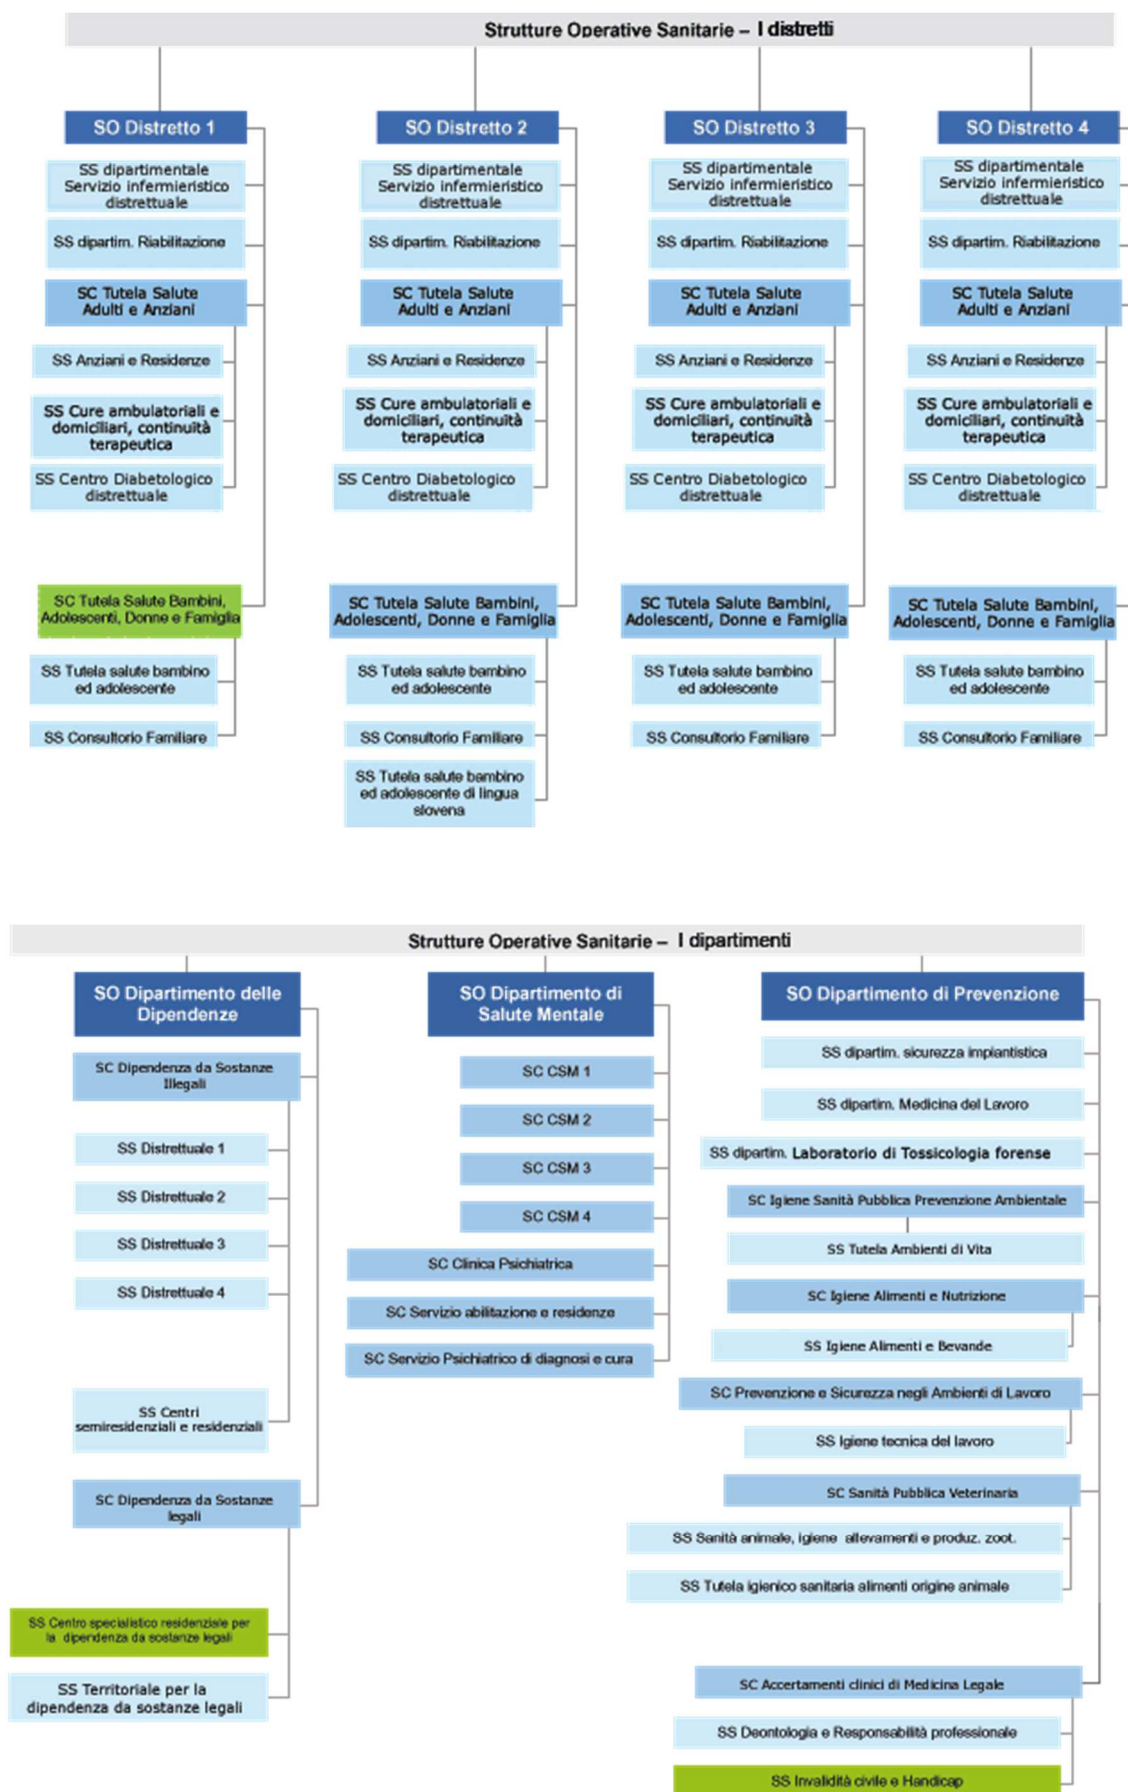 Strutture Operative Sanitarie – I distretti
SO Distretto 1
SS dipartimentale
Servizio infermieristico
distrettuale
SS dipartim. Riabilitazione
SC Tutela Salute
Adulti e Anziani
SS Anziani e Residenze
SS Cure ambulatoriali e
domiciliari, continuità
terapeutica
SS Centro Diabetologico
distrettuale
SC Tutela Salute Bambini,
Adolescenti, Donne e Famiglia
SS Tutela salute bambino
ed adolescente
SS Consultorio Familiare
SO Distretto 2
SS dipartimentale
Servizio infermieristico
distrettuale
SS dipartim. Riabilitazione
SC Tutela Salute
Adulti e Anziani
SS Anziani e Residenze
SS Cure ambulatoriali e
domiciliari, continuità
terapeutica
SS Centro Diabetologico
distrettuale
SC Tutela Salute Bambini,
Adolescenti, Donne e Famiglia
SS Tutela salute bambino
ed adolescente
SS Consultorio Familiare
SS Tutela salute bambino
ed adolescente di lingua
slovena
SO Distretto 3
SS dipartimentale
Servizio infermieristico
distrettuale
SS dipartim. Riabilitazione
SC Tutela Salute
Adulti e Anziani
SS Anziani e Residenze
SS Cure ambulatoriali e
domiciliari, continuità
terapeutica
SS Centro Diabetologico
distrettuale
SC Tutela Salute Bambini,
Adolescenti, Donne e Famiglia
SS Tutela salute bambino
ed adolescente
SS Consultorio Familiare
SO Distretto 4
SS dipartimentale
Servizio infermieristico
distrettuale
SS dipartim. Riabilitazione
SC Tutela Salute
Adulti e Anziani
SS Anziani e Residenze
SS Cure ambulatoriali e
domiciliari, continuità
terapeutica
SS Centro Diabetologico
distrettuale
SC Tutela Salute Bambini,
Adolescenti, Donne e Famiglia
SS Tutela salute bambino
ed adolescente
SS Consultorio Familiare
Strutture Operative Sanitarie – I dipartimenti
SO Dipartimento delle
Dipendenze
SC Dipendenza da Sostanze
Illegali
SS Distrettuale 1
SS Distrettuale 2
SS Distrettuale 3
SS Distrettuale 4
SS Centri
semiresidenziali e residenziali
SC Dipendenza da Sostanze
legali
SS Centro specialistico residenziale per
la dipendenza da sostanze legali
SS Territoriale per la
dipendenza da sostanze legali
SO Dipartimento di
Salute Mentale
SC CSM 1
SC CSM 2
SC CSM 3
SC CSM 4
SC Clinica Psichiatrica
SC Servizio abilitazione e residenze
SC Servizio Psichiatrico di diagnosi e cura
SO Dipartimento di Prevenzione
SS dipartim. sicurezza impiantistica
SS dipartim. Medicina del Lavoro
SS dipartim. Laboratorio di Tossicologia forense
SC Igiene Sanità Pubblica Prevenzione Ambientale
SS Tutela Ambienti di Vita
SC Igiene Alimenti e Nutrizione
SS Igiene Alimenti e Bevande
SC Prevenzione e Sicurezza negli Ambienti di Lavoro
SS Igiene tecnica del lavoro
SC Sanità Pubblica Veterinaria
SS Sanità animale, igiene allevamenti e produz. zoot.
SS Tutela igienico sanitaria alimenti origine animale
SC Accertamenti clinici di Medicina Legale
SS Deontologia e Responsabilità professionale
SS Invalidità civile e Handicap